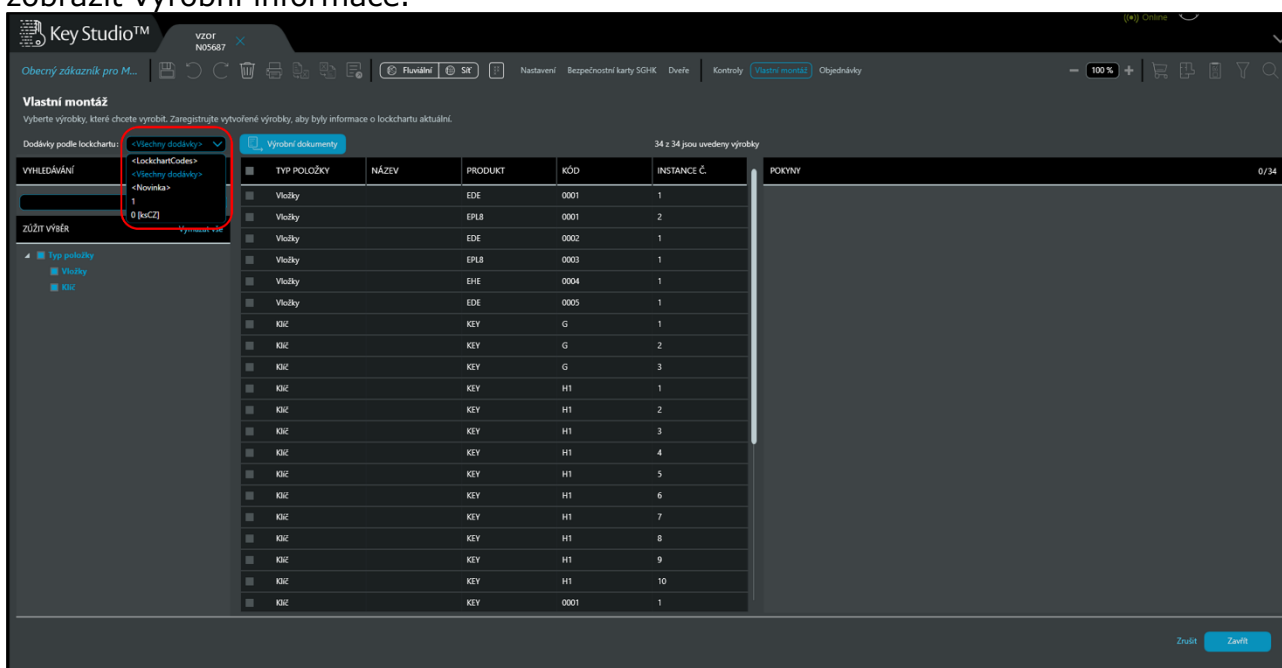 zobrazit výrobní informace.
((●)) Online
Key Studio™
vzor
N05687
Obecný zákazník pro M...
Fluviální
Síť
Nastavení
Bezpečnostní karty SGHK
Dveře
Kontroly
Vlastní montáž
Objednávky
− 100 % +
Vlastní montáž
Vyberte výrobky, které chcete vyrobit. Zaregistrujte vytvořené výrobky, aby byly informace o lockchartu aktuální.
Dodávky podle lockchartu:
<Všechny dodávky>
Výrobní dokumenty
34 z 34 jsou uvedeny výrobky
<LockchartCodes>
<Všechny dodávky>
<Novinka>
1
0 [ksCZ]
VYHLEDÁVÁNÍ
ZÚŽIT VÝBĚR
Vymazat vše
Typ položky
Vložky
Klíč
TYP POLOŽKY NÁZEV PRODUKT KÓD INSTANCE Č.
Vložky EDE 0001 1
Vložky EPL8 0001 2
Vložky EDE 0002 1
Vložky EPL8 0003 1
Vložky EHE 0004 1
Vložky EDE 0005 1
Klíč KEY G 1
Klíč KEY G 2
Klíč KEY G 3
Klíč KEY H1 1
Klíč KEY H1 2
Klíč KEY H1 3
Klíč KEY H1 4
Klíč KEY H1 5
Klíč KEY H1 6
Klíč KEY H1 7
Klíč KEY H1 8
Klíč KEY H1 9
Klíč KEY H1 10
Klíč KEY 0001 1
POKYNY 0/34
Zrušit
Zavřít